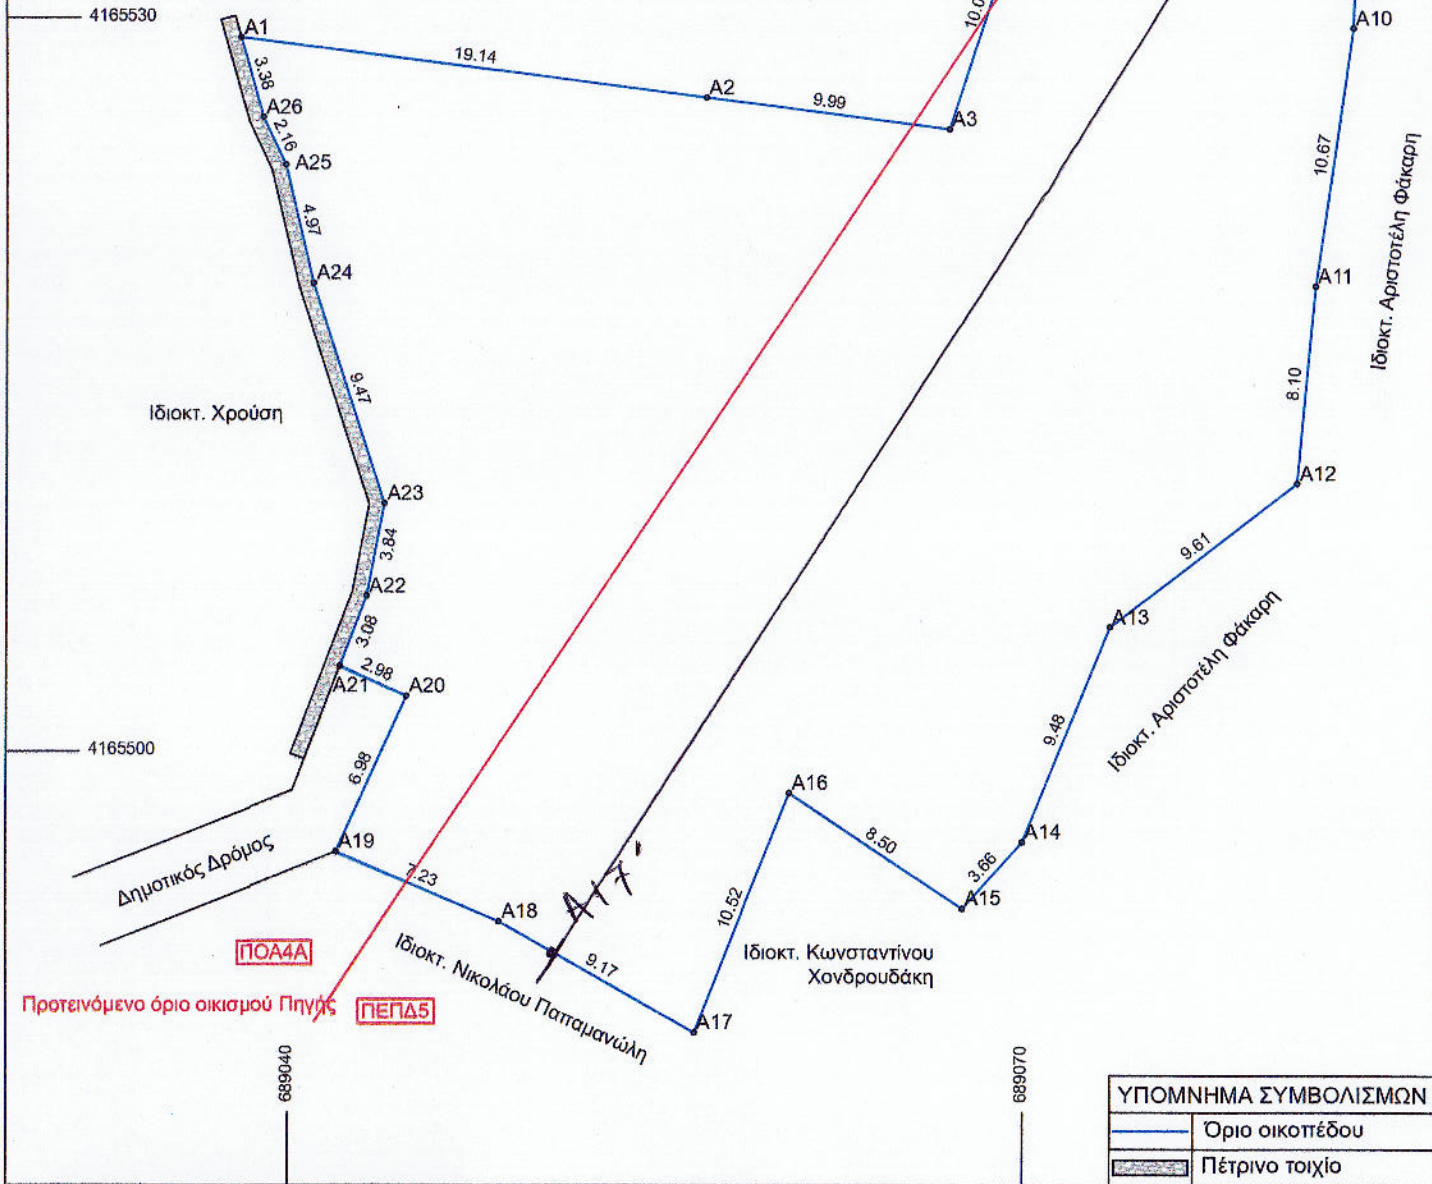 4165530
A1
19.14
A2
9.99
A3
10.0
A10
3.38
A26
2.16
A25
4.97
A24
10.67
Ιδιοκτ. Αριστοτέλη Φάκαρη
A11
8.10
A12
9.47
Ιδιοκτ. Χρούση
A23
3.84
A22
3.08
2.98
A21
A20
9.61
A13
Ιδιοκτ. Αριστοτέλη Φάκαρη
4165500
6.98
9.48
A16
8.50
A14
3.66
A15
A19
Δημοτικός Δρόμος
7.23
A18
A17'
9.17
10.52
A17
Ιδιοκτ. Κωνσταντίνου
Χονδρουδάκη
Ιδιοκτ. Νικολάου Παπαμανώλη
ΠΟΑ4Α
Προτεινόμενο όριο οικισμού Πηγής
ΠΕΠΔ5
689040
689070
ΥΠΟΜΝΗΜΑ ΣΥΜΒΟΛΙΣΜΩΝ
Όριο οικοπέδου
Πέτρινο τοιχίο